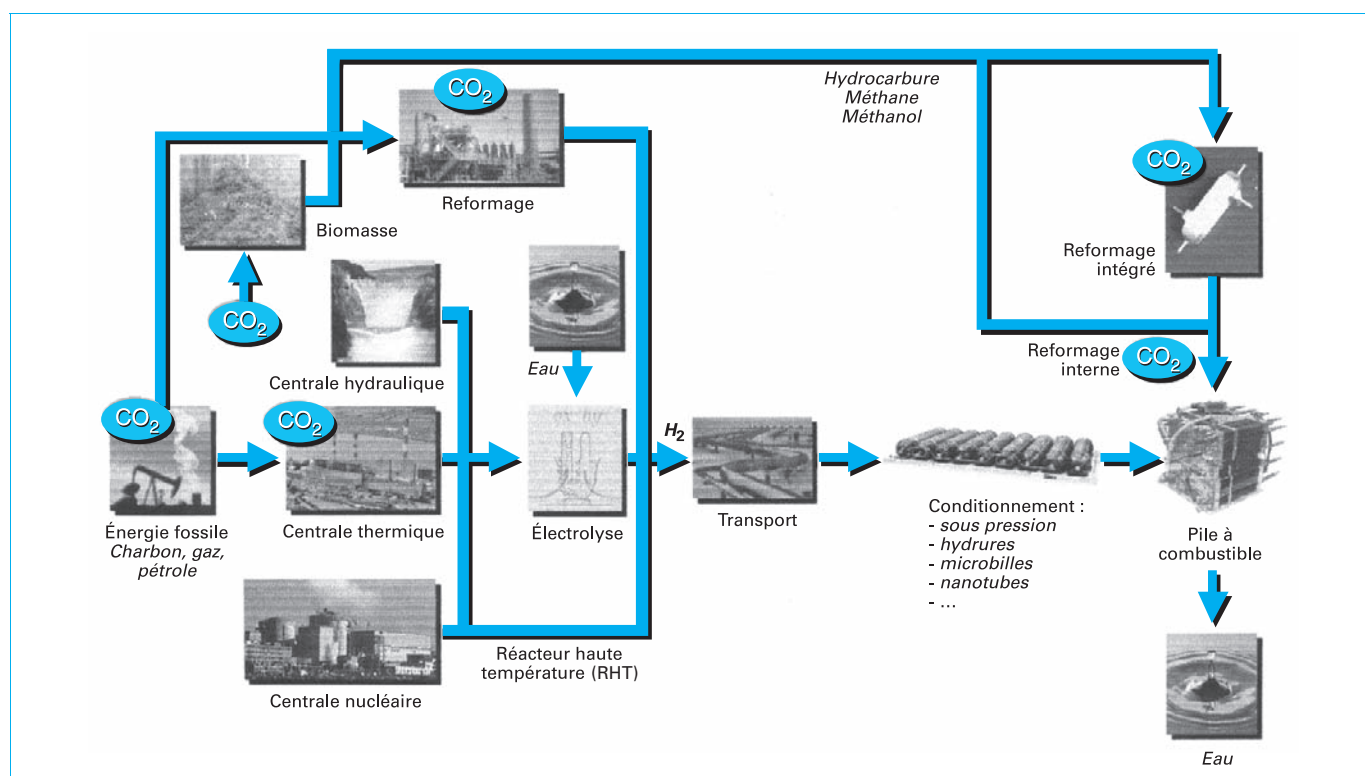 CO2
Hydrocarbure
Méthane
Méthanol
CO2
Reformage
Biomasse
Reformage
intégré
CO2
Centrale hydraulique
Eau
Reformage
interne
CO2
CO2
CO2
H2
Énergie fossile
Charbon, gaz,
pétrole
Centrale thermique
Électrolyse
Transport
Conditionnement :
- sous pression
- hydrures
- microbilles
- nanotubes
- ...
Pile à
combustible
Réacteur haute
température (RHT)
Centrale nucléaire
Eau